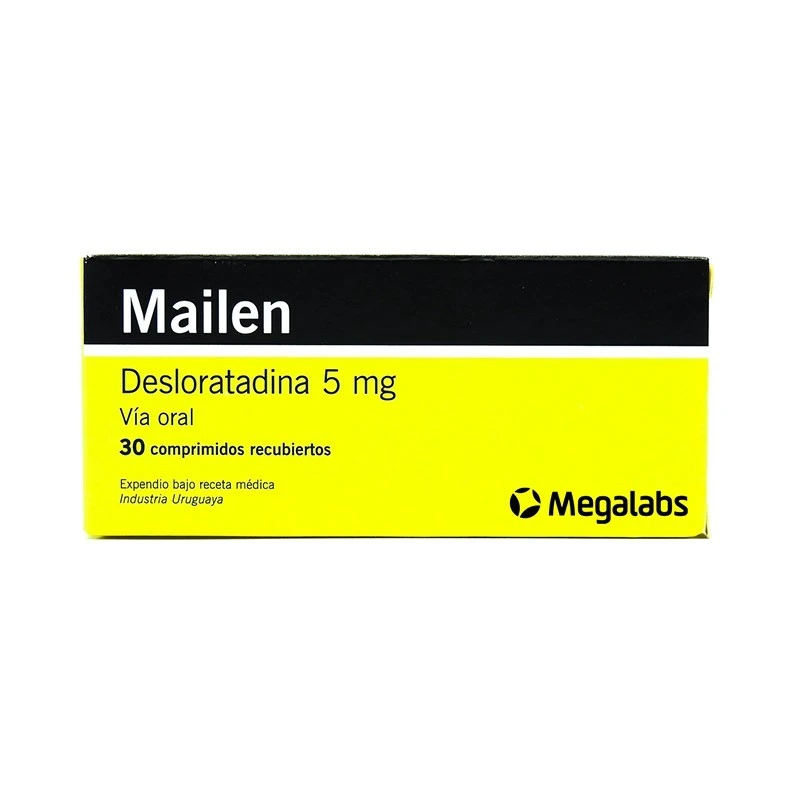 Mailen
Desloratadina 5 mg
Vía oral
30 comprimidos recubiertos
Expendio bajo receta médica
Industria Uruguaya
Megalabs